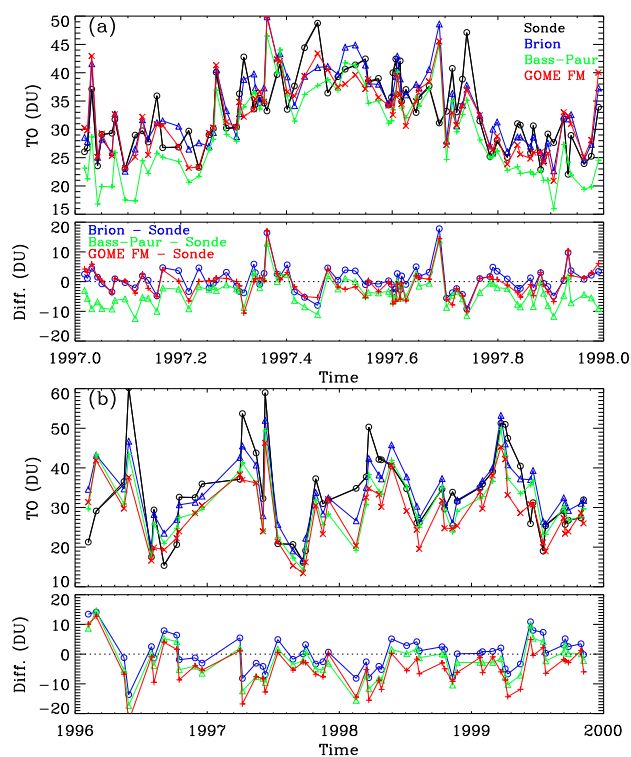 (a)
Sonde
Brion
Bass-Paur
GOME FM
TO (DU)
50
45
40
35
30
25
20
15
Brion - Sonde
Bass-Paur - Sonde
GOME FM - Sonde
Diff. (DU)
20
10
0
-10
-20
1997.0 1997.2 1997.4 1997.6 1997.8 1998.0
Time
(b)
TO (DU)
60
50
40
30
20
10
Diff. (DU)
20
10
0
-10
-20
1996 1997 1998 1999 2000
Time